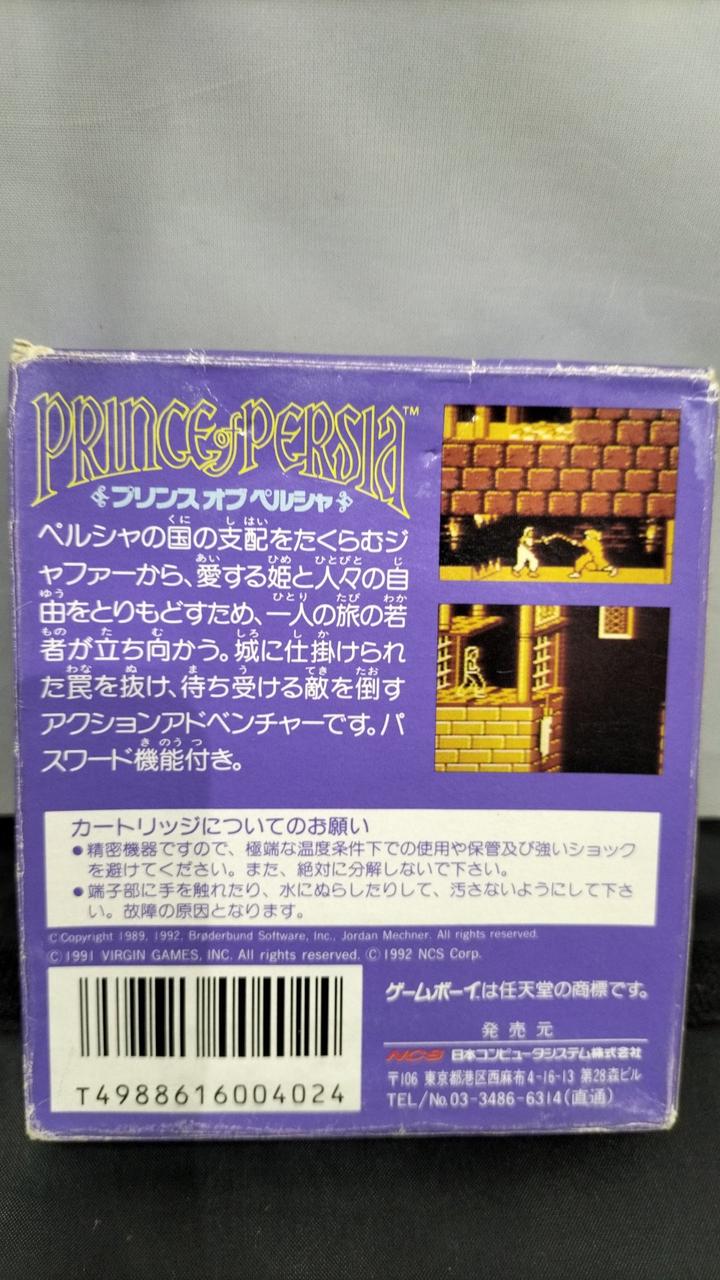 PRINCE of PERSIA™
プリンス オブ ペルシャ
ペルシャの国の支配をたくらむジ
ャファーから、愛する姫と人々の自
由をとりもどすため、一人の旅の若
者が立ち向かう。城に仕掛けられ
た罠を抜け、待ち受ける敵を倒す
アクションアドベンチャーです。パ
スワード機能付き。
カートリッジについてのお願い
●精密機器ですので、極端な温度条件下での使用や保管及び強いショック
を避けてください。また、絶対に分解しないで下さい。
●端子部に手を触れたり、水にぬらしたりして、汚さないようにして下さ
い。故障の原因となります。
©Copyright 1989, 1992, Brøderbund Software, Inc., Jordan Mechner. All rights reserved.
©1991 VIRGIN GAMES, INC. All rights reserved. ©1992 NCS Corp.
T4988616004024
ゲームボーイは任天堂の商標です。
発売元
NCS 日本コンピュータシステム株式会社
〒106 東京都港区西麻布4-16-13 第28森ビル
TEL/No.03-3486-6314(直通)